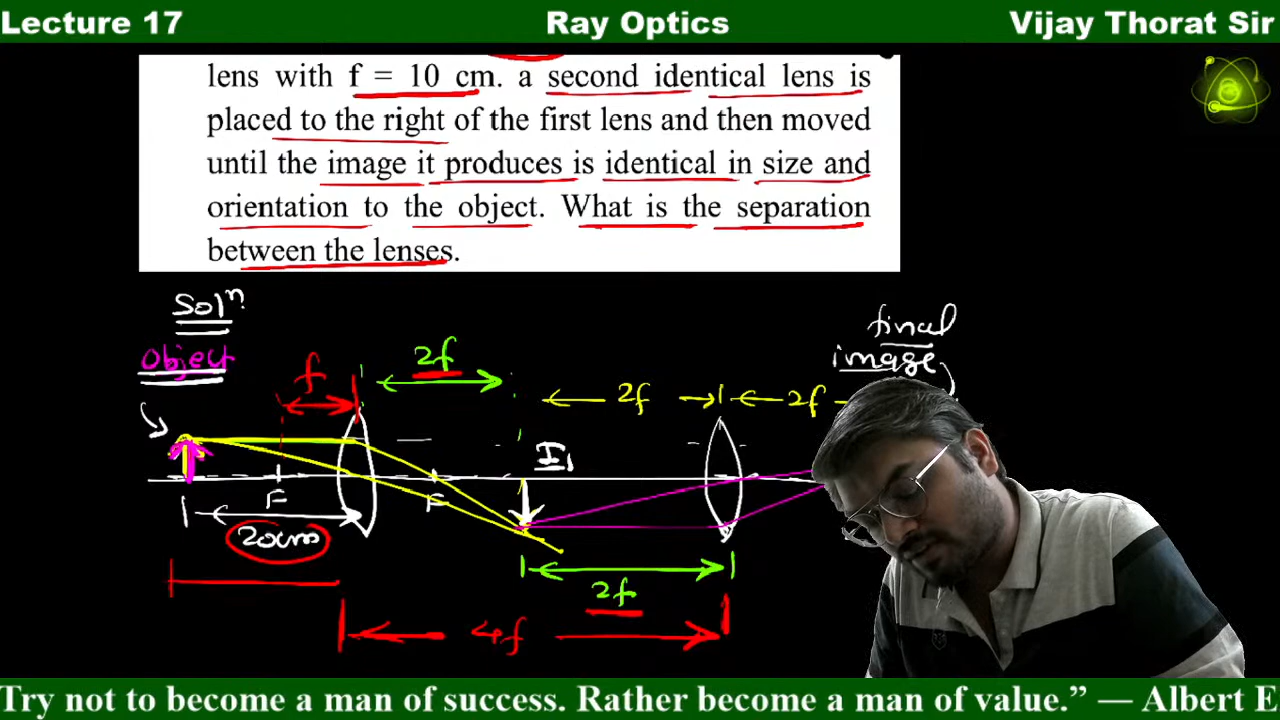 Lecture 17
Ray Optics
Vijay Thorat Sir
lens with f = 10 cm. a second identical lens is
placed to the right of the first lens and then moved
until the image it produces is identical in size and
orientation to the object. What is the separation
between the lenses.
Solⁿ
object
f
2f
final
image
2f
2f
I₁
F
F
20cm
2f
4f
Try not to become a man of success. Rather become a man of value.” — Albert E